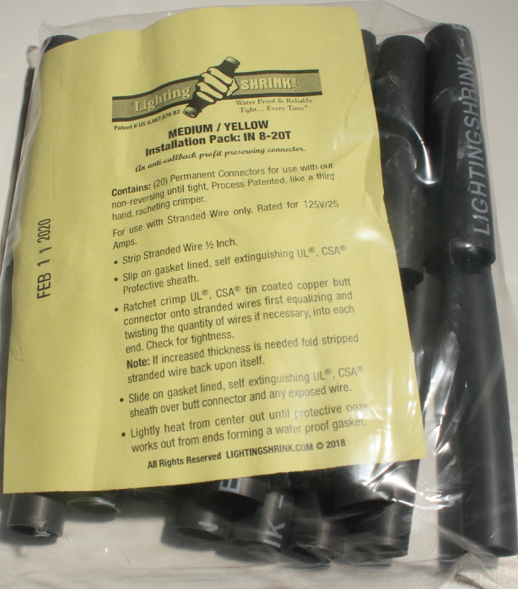 Lighting SHRINK
Water Proof & Reliably
Tight... Every Time"
Patent # US 6,667,876 B2
MEDIUM / YELLOW
Installation Pack: IN 8-20T
An anti-callback profit preserving connector.
Contains: (20) Permanent Connectors for use with our
non-reversing until tight, Process Patented, like a third
hand, racheting crimper.
For use with Stranded Wire only. Rated for 125V/25
Amps.
• Strip Stranded Wire ½ Inch.
• Slip on gasket lined, self extinguishing UL®, CSA®
Protective sheath.
• Ratchet crimp UL®, CSA® tin coated copper butt
connector onto stranded wires first equalizing and
twisting the quantity of wires if necessary, into each
end. Check for tightness.
Note: If increased thickness is needed fold stripped
stranded wire back upon itself.
• Slide on gasket lined, self extinguishing UL®, CSA®
sheath over butt connector and any exposed wire.
• Lightly heat from center out until protective ooze
works out from ends forming a water proof gasket.
All Rights Reserved LIGHTINGSHRINK.COM © 2018
FEB 11 2020
LIGHTINGSHRINK-